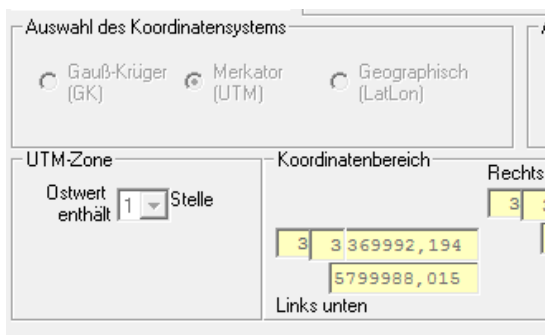 Auswahl des Koordinatensystems
Gauß-Krüger (GK)
Merkator (UTM)
Geographisch (LatLon)
UTM-Zone
Ostwert enthält 1 Stelle
Koordinatenbereich
Rechts
3
3 3 369992,194
5799988,015
Links unten